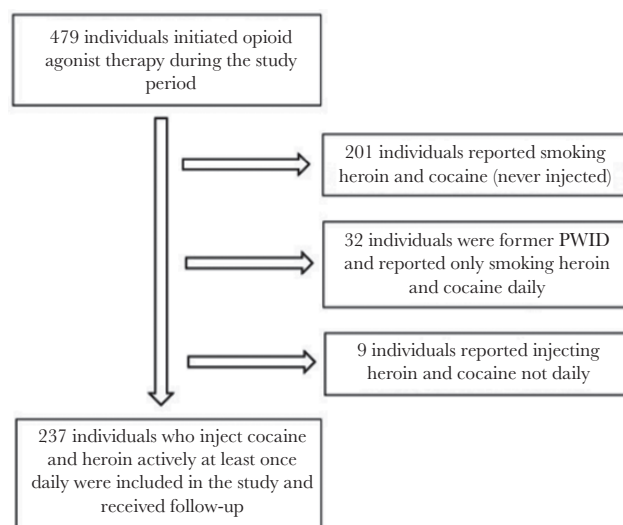 479 individuals initiated opioid
agonist therapy during the study
period
201 individuals reported smoking
heroin and cocaine (never injected)
32 individuals were former PWID
and reported only smoking heroin
and cocaine daily
9 individuals reported injecting
heroin and cocaine not daily
237 individuals who inject cocaine
and heroin actively at least once
daily were included in the study and
received follow-up